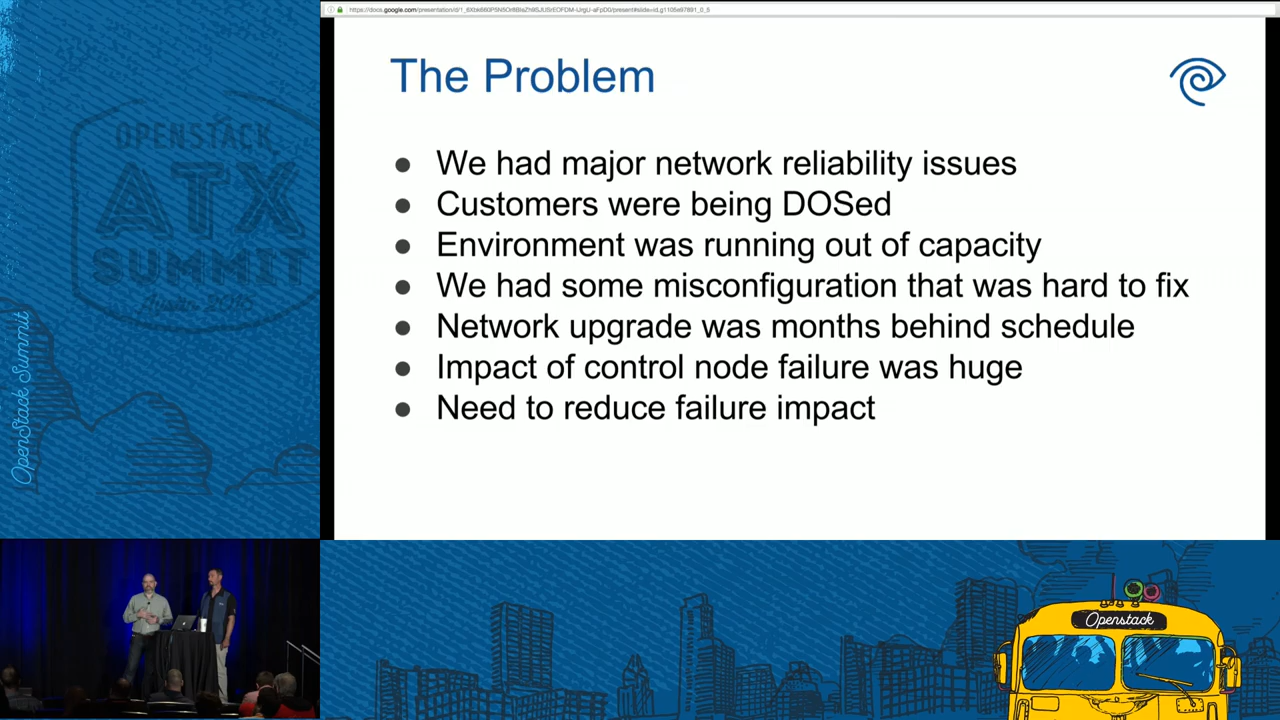 The Problem
● We had major network reliability issues
● Customers were being DOSed
● Environment was running out of capacity
● We had some misconfiguration that was hard to fix
● Network upgrade was months behind schedule
● Impact of control node failure was huge
● Need to reduce failure impact
OPENSTACK
ATX
SUMMIT
Austin 2016
OpenStack Summit
Openstack